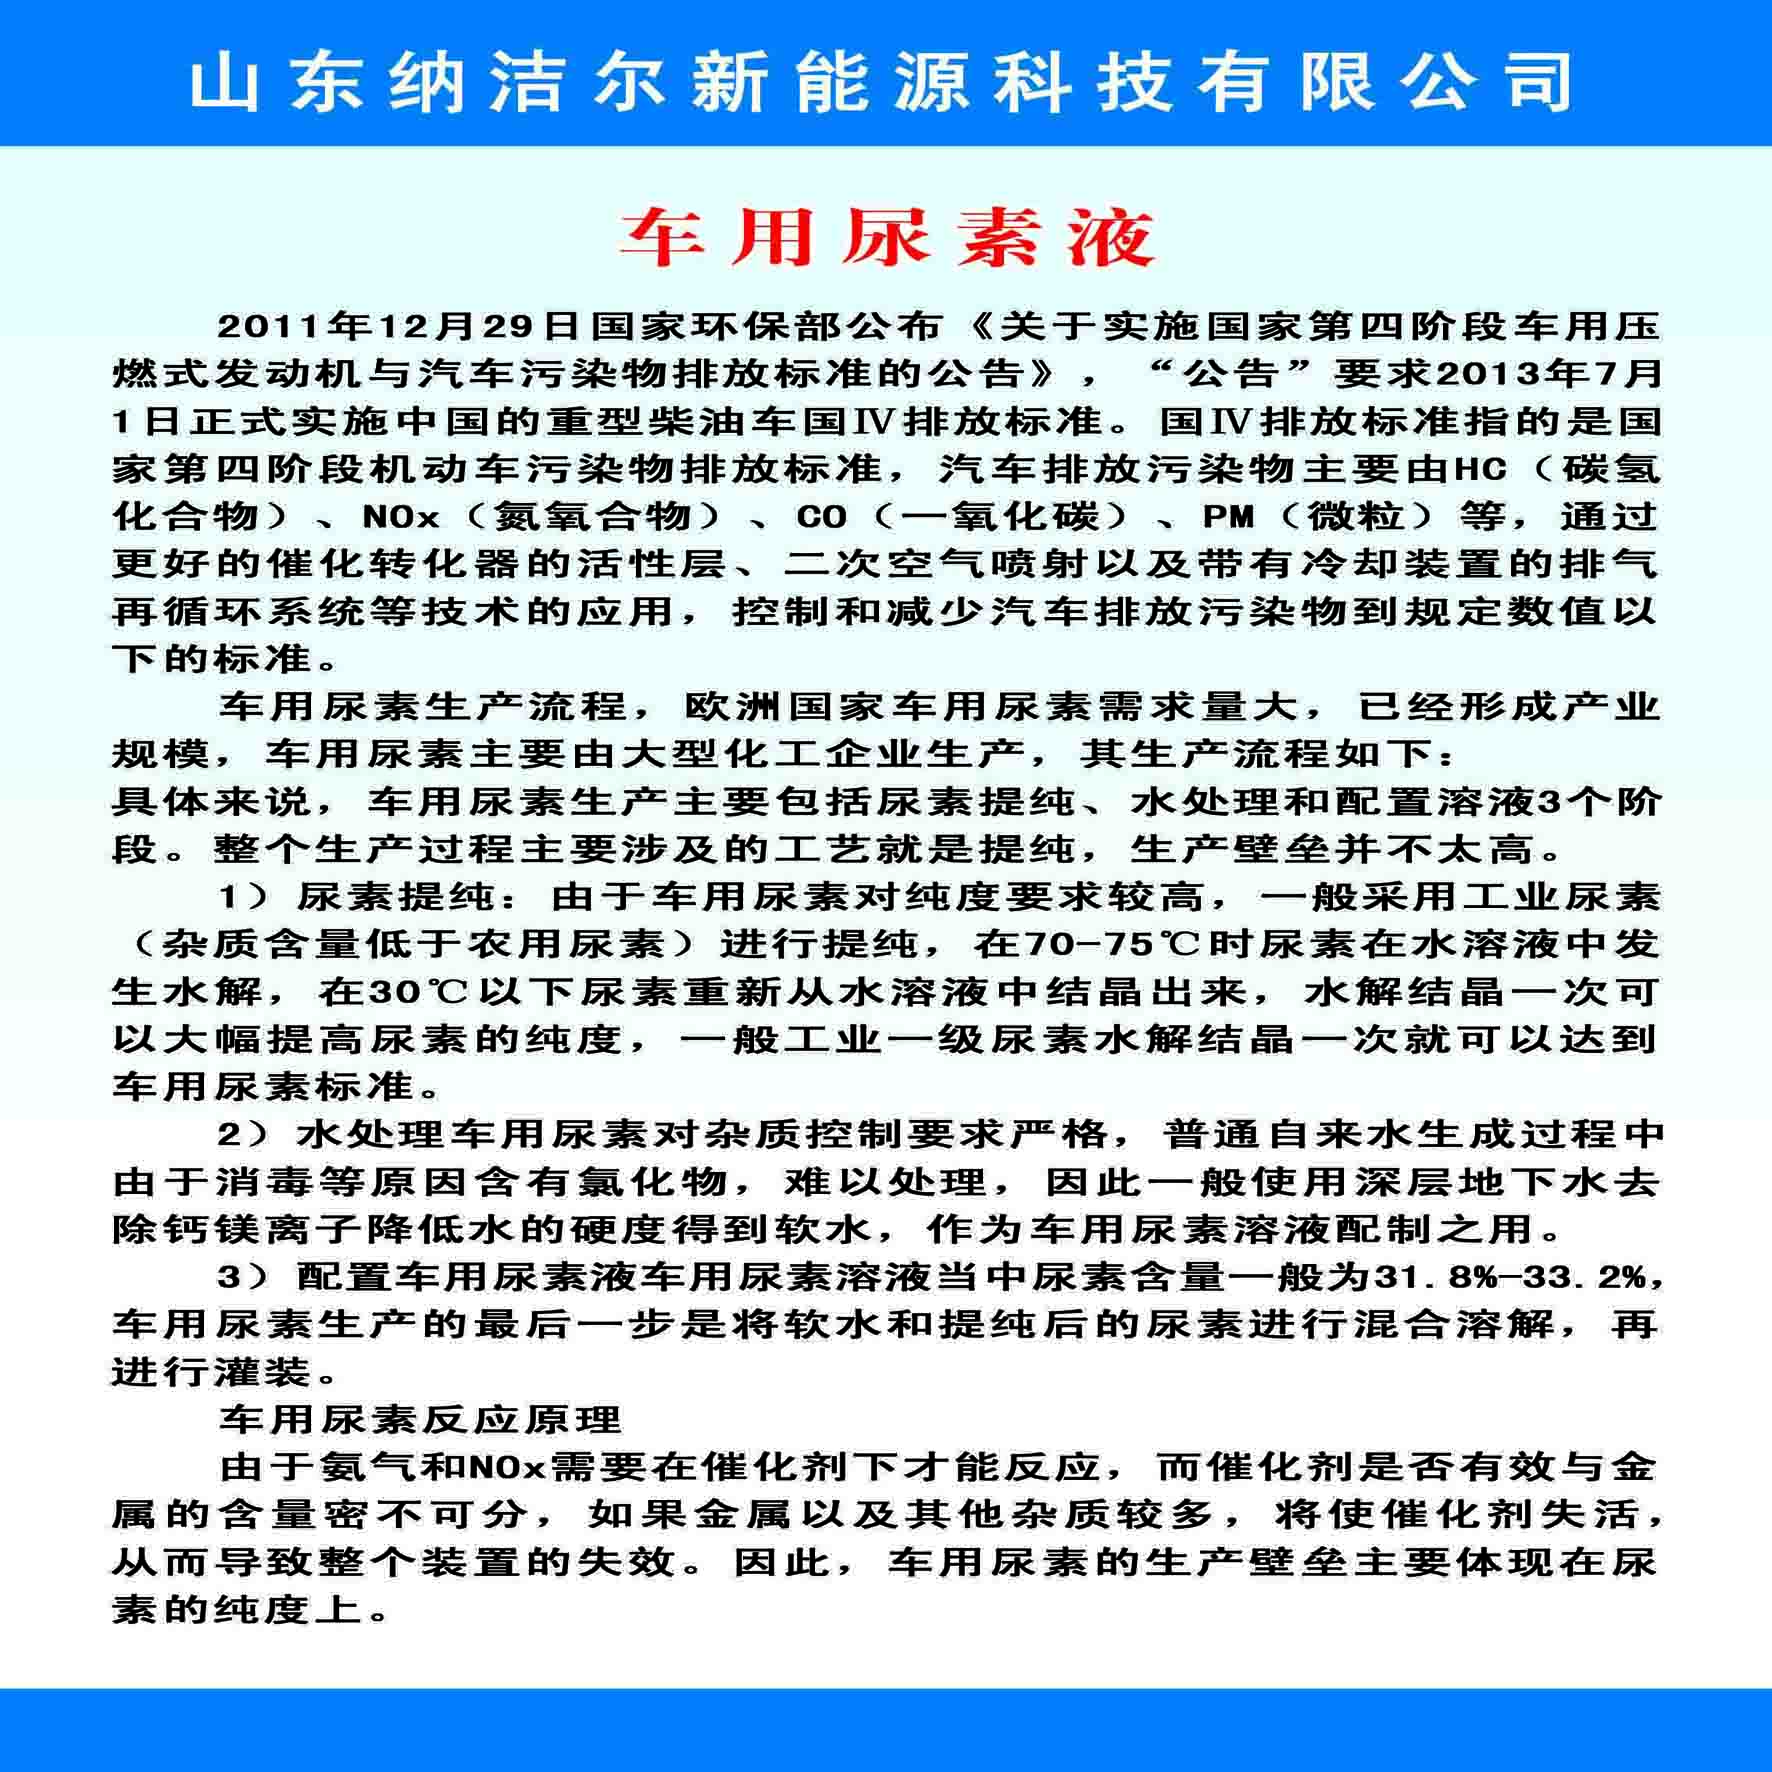 山东纳洁尔新能源科技有限公司
车用尿素液
2011年12月29日国家环保部公布《关于实施国家第四阶段车用压
燃式发动机与汽车污染物排放标准的公告》，“公告”要求2013年7月
1日正式实施中国的重型柴油车国Ⅳ排放标准。国Ⅳ排放标准指的是国
家第四阶段机动车污染物排放标准，汽车排放污染物主要由HC（碳氢
化合物）、NOx（氮氧合物）、CO（一氧化碳）、PM（微粒）等，通过
更好的催化转化器的活性层、二次空气喷射以及带有冷却装置的排气
再循环系统等技术的应用，控制和减少汽车排放污染物到规定数值以
下的标准。
车用尿素生产流程，欧洲国家车用尿素需求量大，已经形成产业
规模，车用尿素主要由大型化工企业生产，其生产流程如下：
具体来说，车用尿素生产主要包括尿素提纯、水处理和配置溶液3个阶
段。整个生产过程主要涉及的工艺就是提纯，生产壁垒并不太高。
1）尿素提纯：由于车用尿素对纯度要求较高，一般采用工业尿素
（杂质含量低于农用尿素）进行提纯，在70-75℃时尿素在水溶液中发
生水解，在30℃以下尿素重新从水溶液中结晶出来，水解结晶一次可
以大幅提高尿素的纯度，一般工业一级尿素水解结晶一次就可以达到
车用尿素标准。
2）水处理车用尿素对杂质控制要求严格，普通自来水生成过程中
由于消毒等原因含有氯化物，难以处理，因此一般使用深层地下水去
除钙镁离子降低水的硬度得到软水，作为车用尿素溶液配制之用。
3）配置车用尿素液车用尿素溶液当中尿素含量一般为31.8%-33.2%，
车用尿素生产的最后一步是将软水和提纯后的尿素进行混合溶解，再
进行灌装。
车用尿素反应原理
由于氨气和NOx需要在催化剂下才能反应，而催化剂是否有效与金
属的含量密不可分，如果金属以及其他杂质较多，将使催化剂失活，
从而导致整个装置的失效。因此，车用尿素的生产壁垒主要体现在尿
素的纯度上。